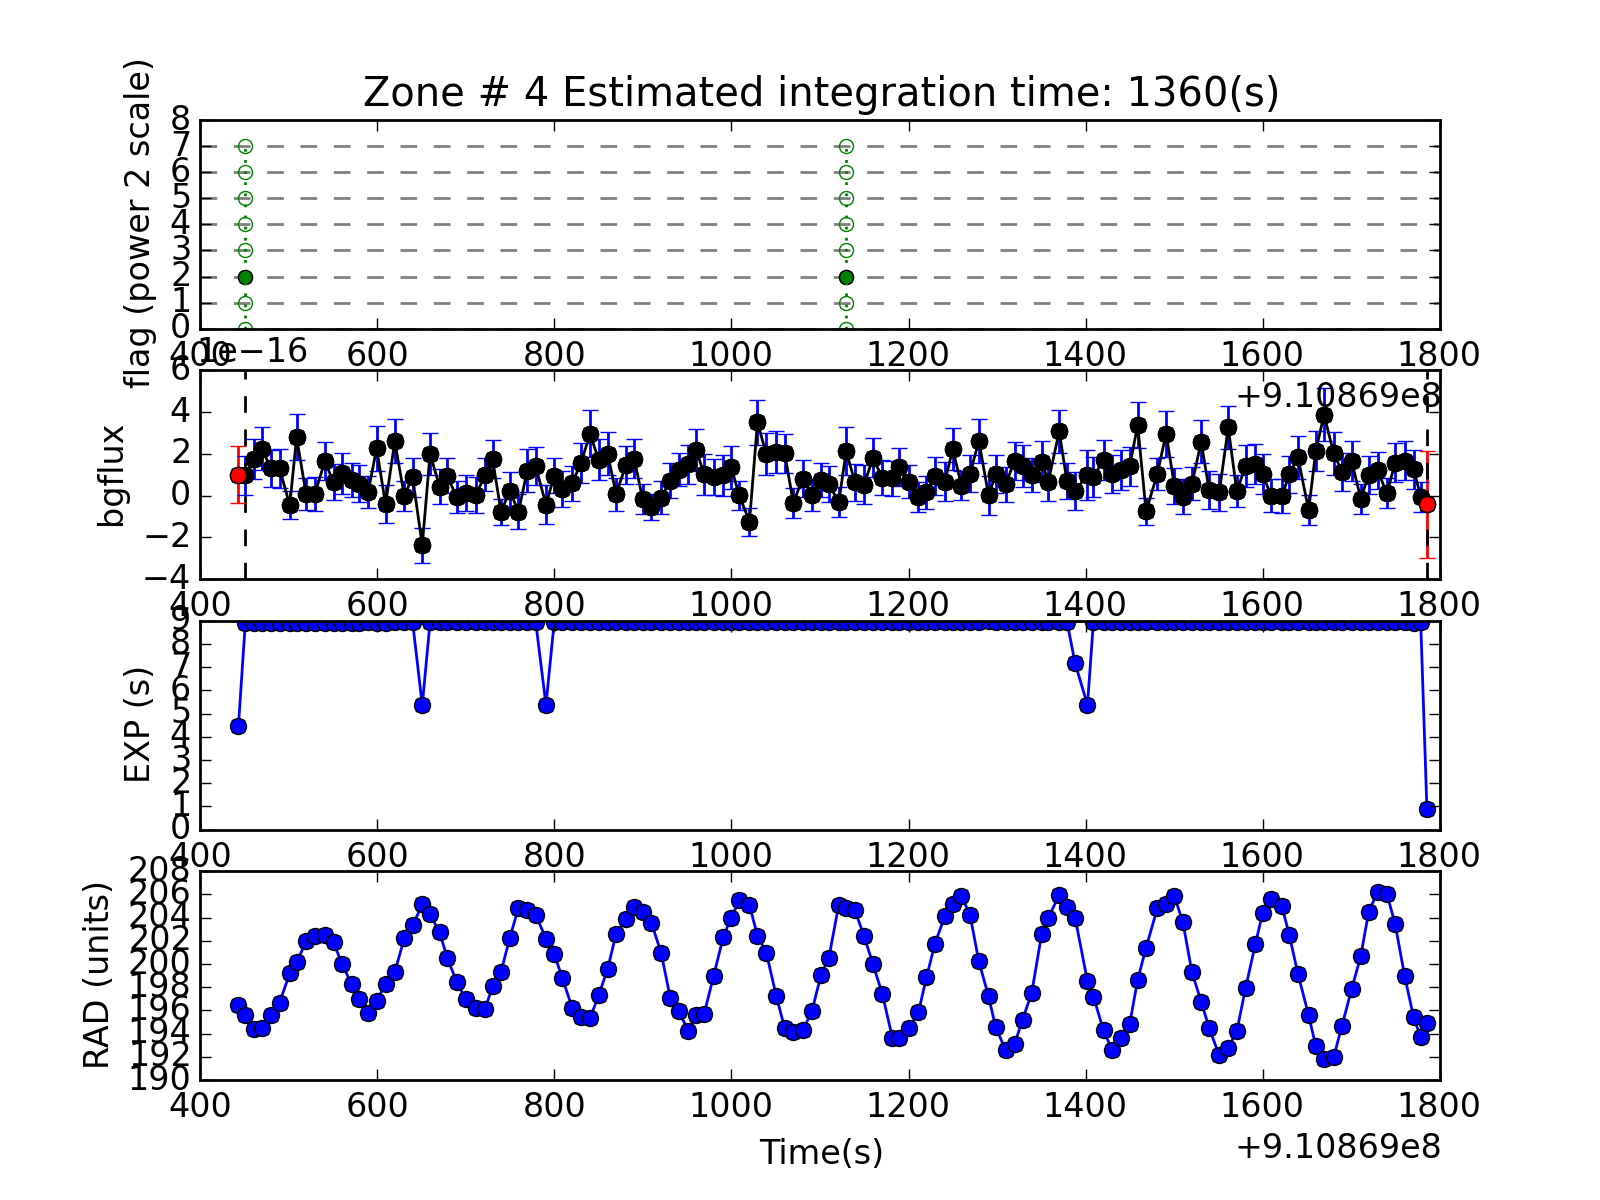 Zone # 4 Estimated integration time: 1360(s)
flag (power 2 scale)
8
7
6
5
4
3
2
1
0
400 600 800 1000 1200 1400 1600 1800
1e−16
+9.10869e8
bgflux
6
4
2
0
−2
−4
400 600 800 1000 1200 1400 1600 1800
EXP (s)
9
8
7
6
5
4
3
2
1
0
400 600 800 1000 1200 1400 1600 1800
RAD (units)
208
206
204
202
200
198
196
194
192
190
400 600 800 1000 1200 1400 1600 1800
Time(s)
+9.10869e8